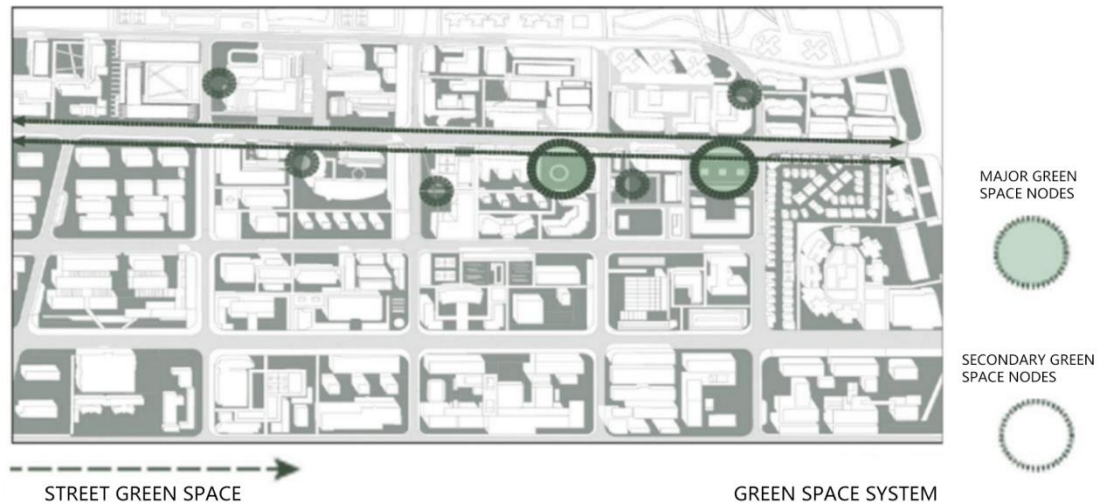 MAJOR GREEN
SPACE NODES
SECONDARY GREEN
SPACE NODES
STREET GREEN SPACE
GREEN SPACE SYSTEM